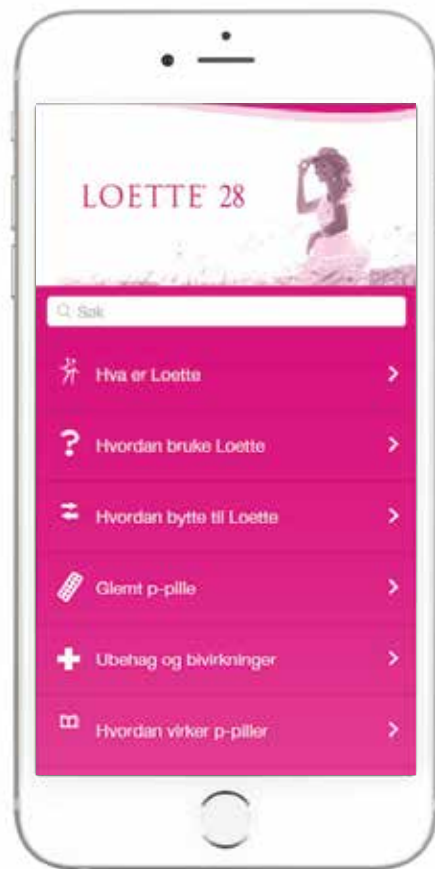 LOETTE® 28
Søk
Hva er Loette
Hvordan bruke Loette
Hvordan bytte til Loette
Glemt p-pille
Ubehag og bivirkninger
Hvordan virker p-piller